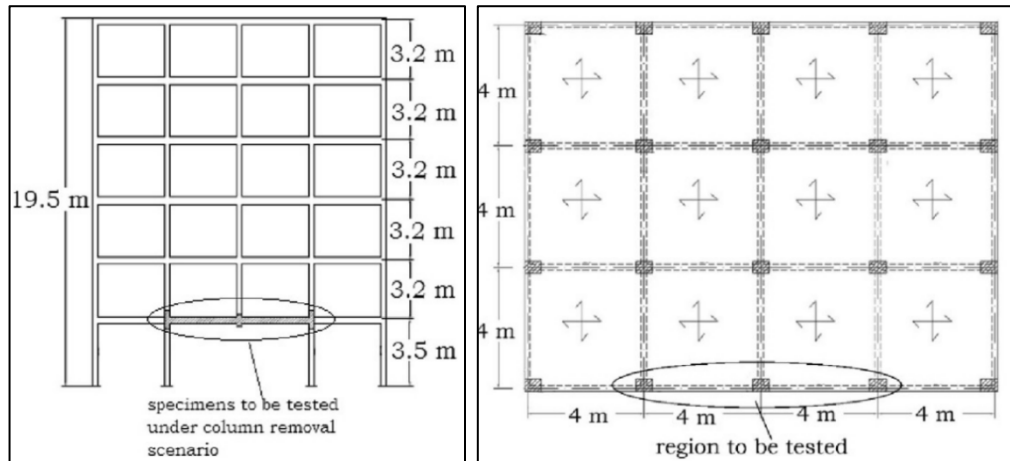 3.2 m
3.2 m
3.2 m
3.2 m
3.2 m
3.5 m
19.5 m
specimens to be tested
under column removal
scenario
4 m
4 m
4 m
4 m
4 m
4 m
4 m
region to be tested